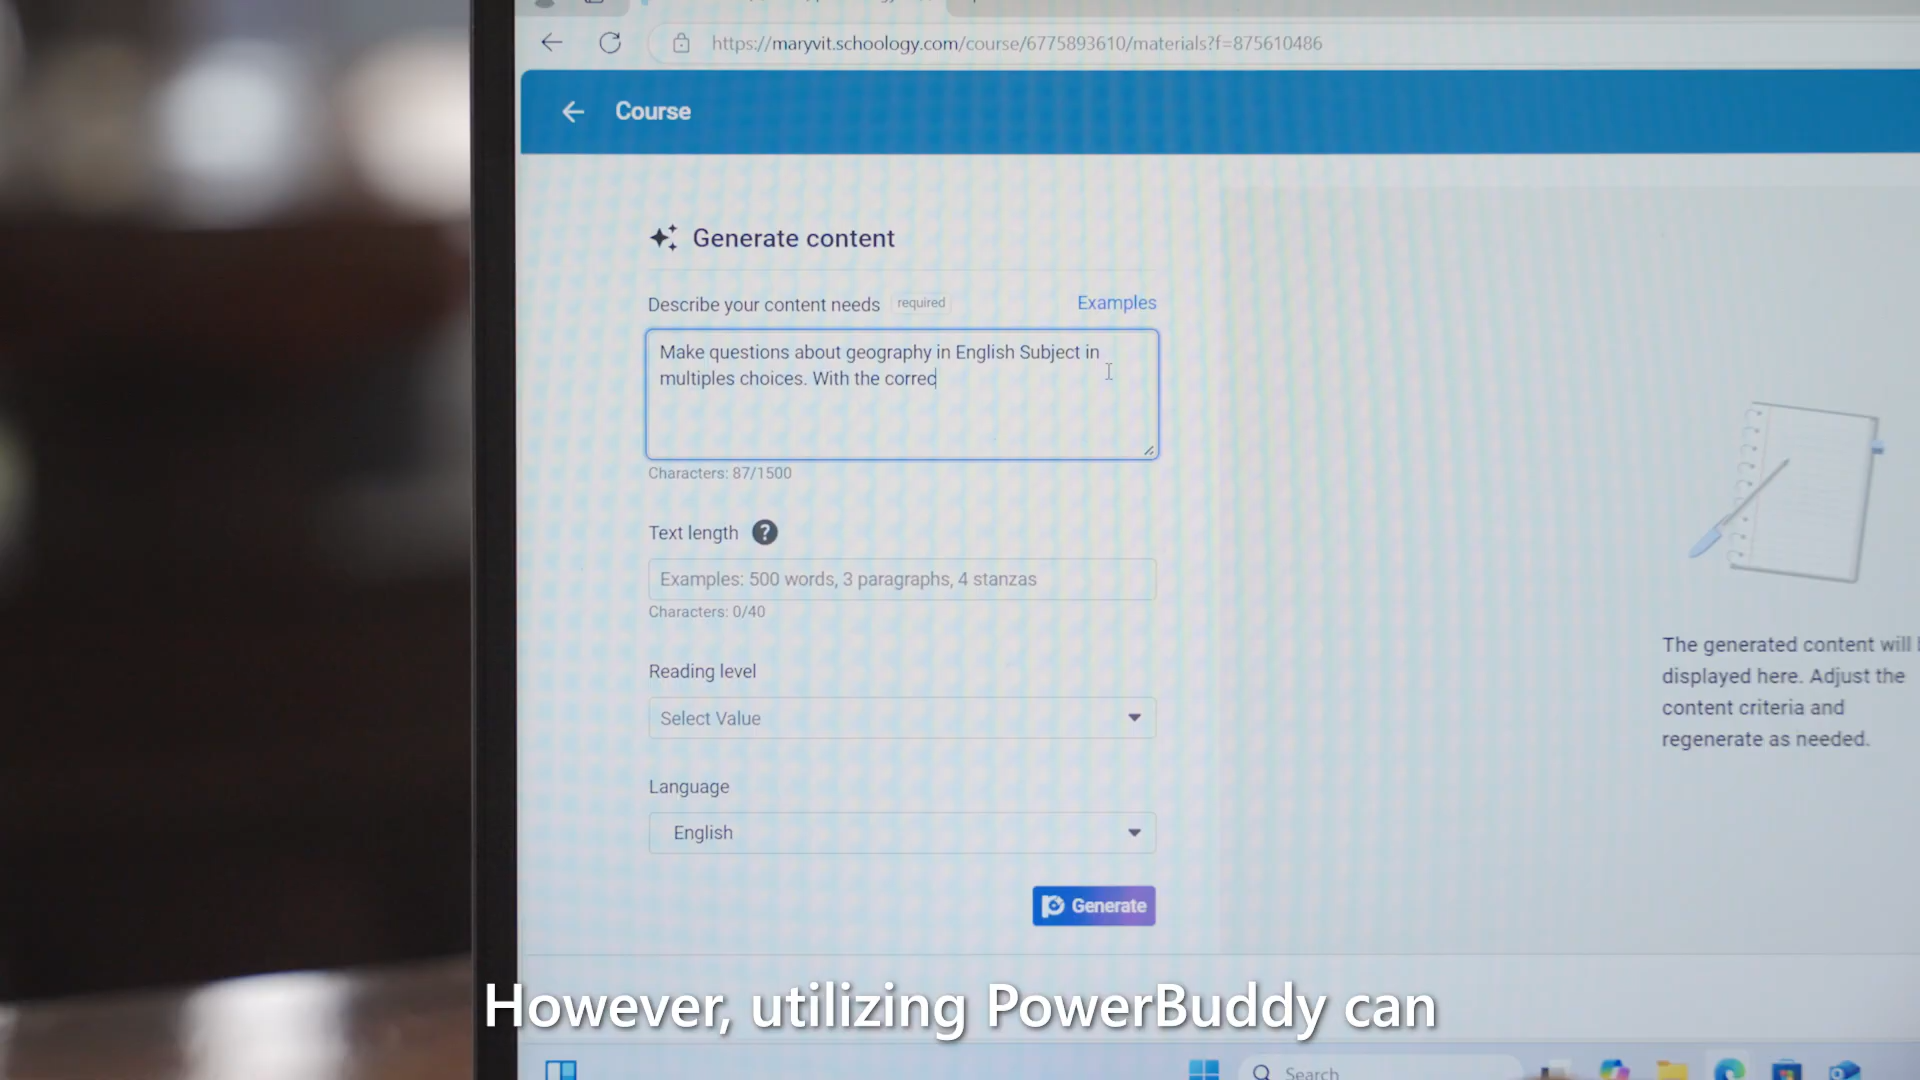 https://maryvit.schoology.com/course/6775893610/materials?f=875610486
Course
Generate content
Describe your content needs required Examples
Make questions about geography in English Subject in
multiples choices. With the correc
Characters: 87/1500
Text length ?
Examples: 500 words, 3 paragraphs, 4 stanzas
Characters: 0/40
Reading level
Select Value
Language
English
Generate
The generated content will
displayed here. Adjust the
content criteria and
regenerate as needed.
However, utilizing PowerBuddy can
Search